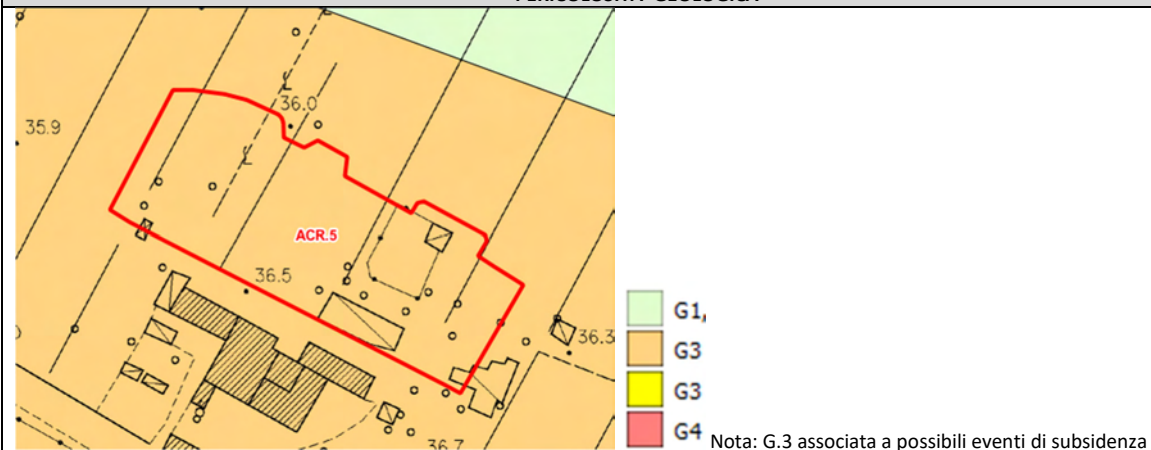 36.0
35.9
ACR.5
36.5
36.3
36.7
G1,
G3
G3
G4 Nota: G.3 associata a possibili eventi di subsidenza